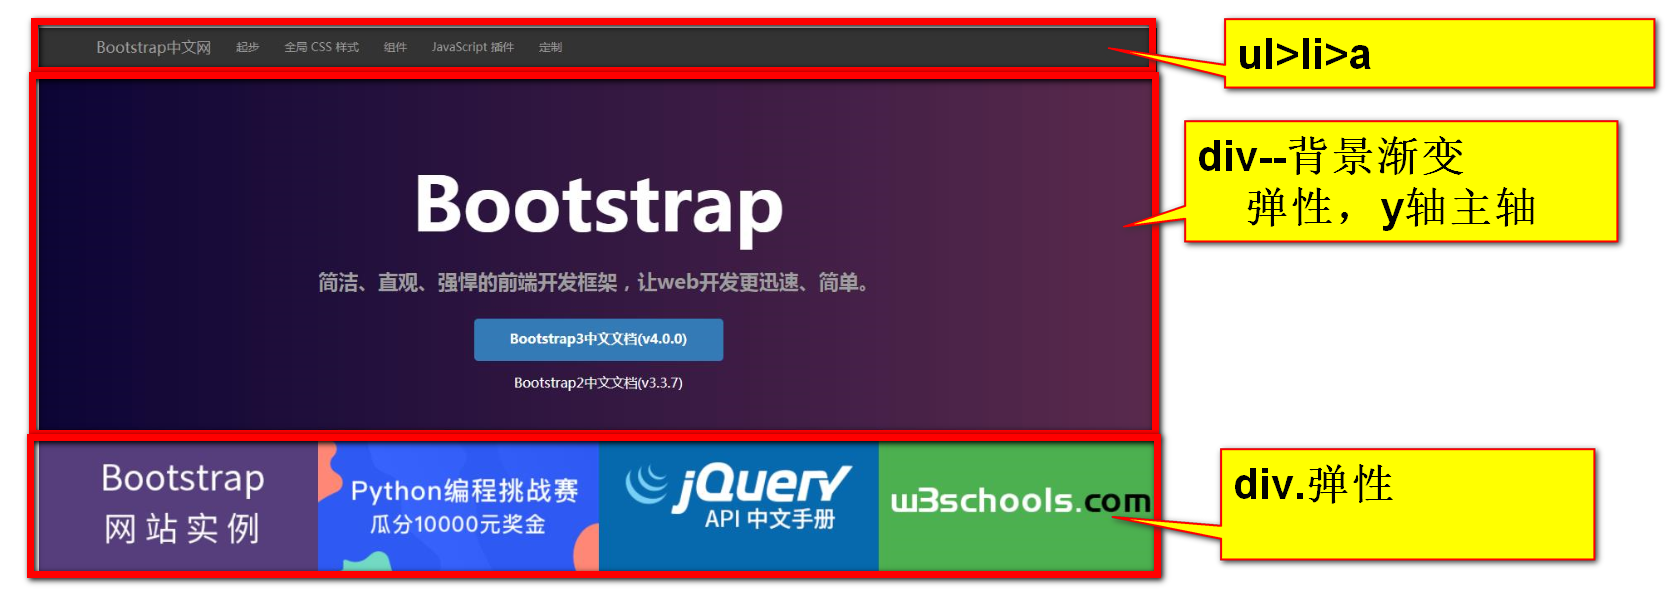 Bootstrap中文网 起步 全局 CSS 样式 组件 JavaScript 插件 定制
ul>li>a
div--背景渐变
弹性，y轴主轴
Bootstrap
简洁、直观、强悍的前端开发框架，让web开发更迅速、简单。
Bootstrap3中文文档(v4.0.0)
Bootstrap2中文文档(v3.3.7)
Bootstrap
网站实例
Python编程挑战赛
瓜分10000元奖金
jQuery
API 中文手册
w3schools.com
div.弹性